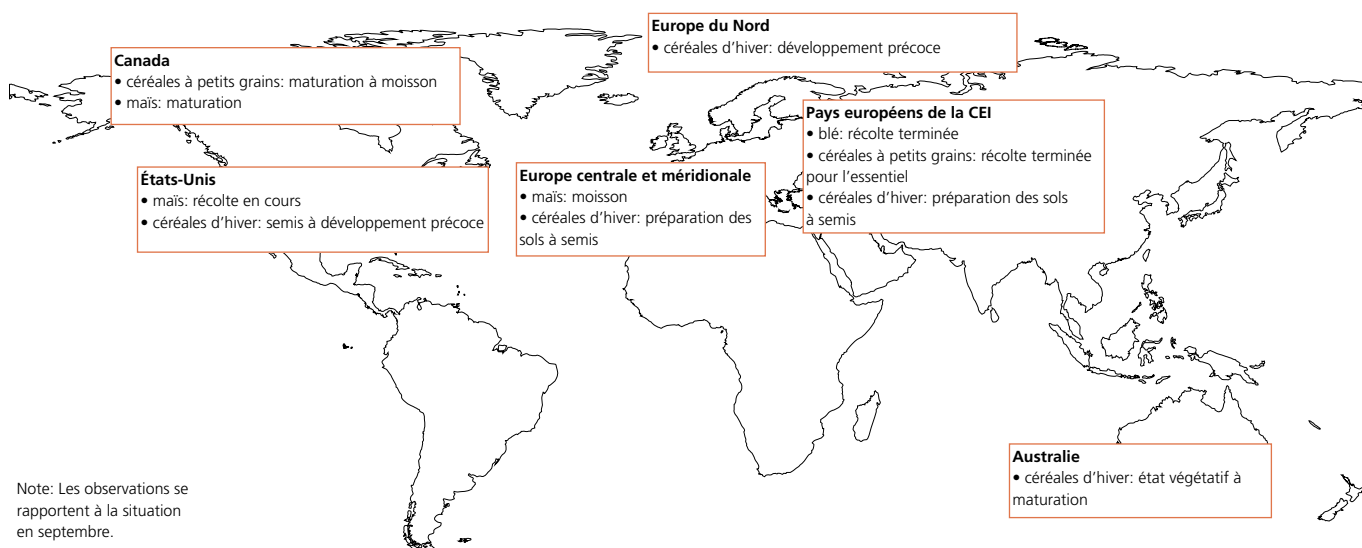 Europe du Nord
• céréales d’hiver: développement précoce
Canada
• céréales à petits grains: maturation à moisson
• maïs: maturation
Pays européens de la CEI
• blé: récolte terminée
• céréales à petits grains: récolte terminée
pour l’essentiel
• céréales d’hiver: préparation des sols
à semis
États-Unis
• maïs: récolte en cours
• céréales d’hiver: semis à développement précoce
Europe centrale et méridionale
• maïs: moisson
• céréales d’hiver: préparation des
sols à semis
Australie
• céréales d’hiver: état végétatif à
maturation
Note: Les observations se
rapportent à la situation
en septembre.